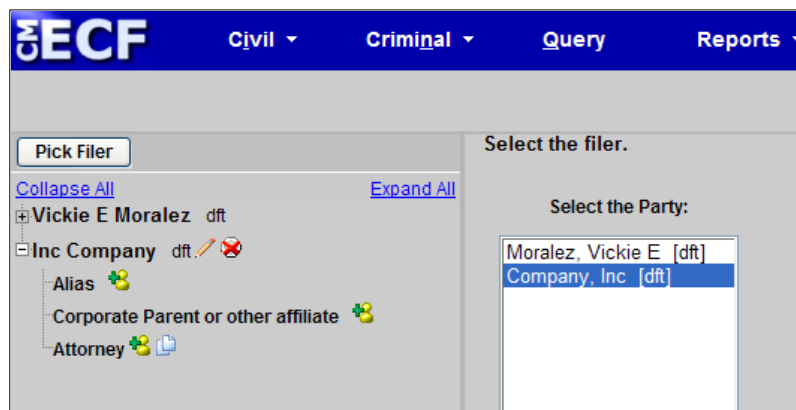 CM ECF Civil Criminal Query Reports
Pick Filer
Collapse All Expand All
Vickie E Moralez dft
Inc Company dft
Alias
Corporate Parent or other affiliate
Attorney
Select the filer.
Select the Party:
Moralez, Vickie E [dft]
Company, Inc [dft]